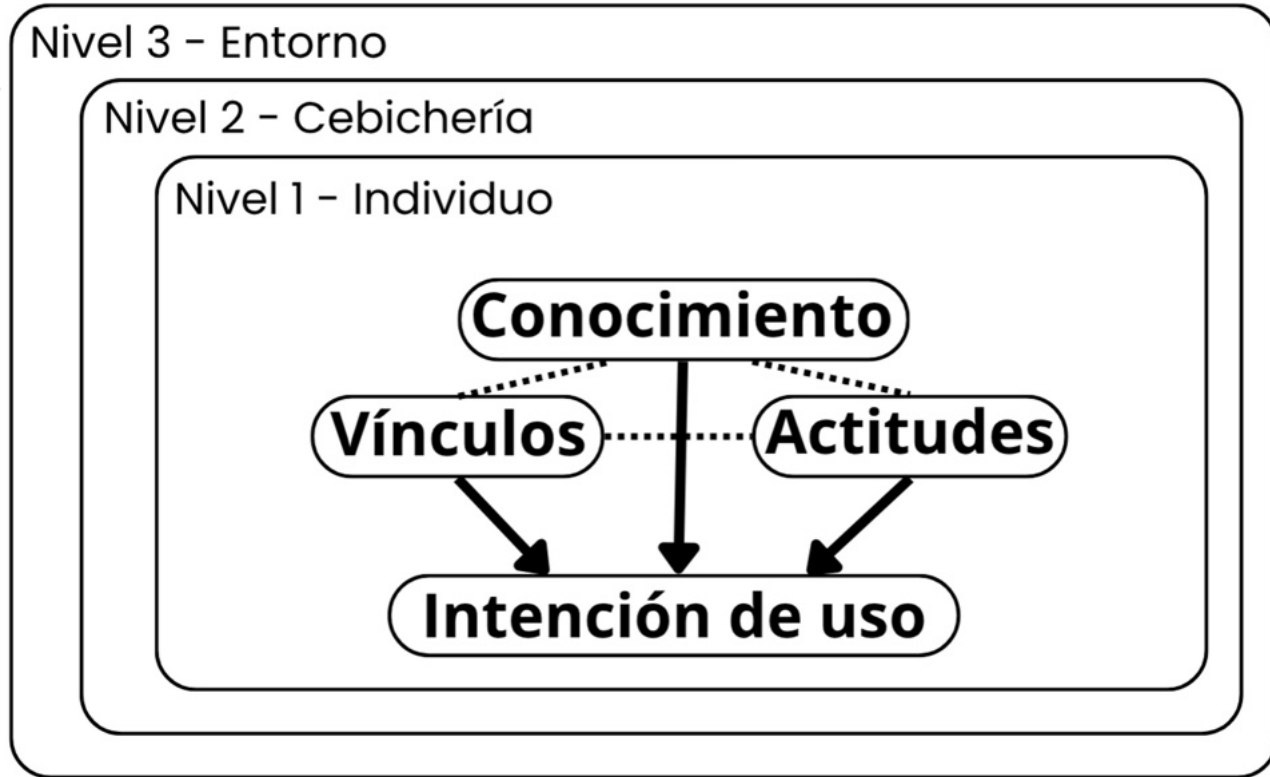 Nivel 3 - Entorno
Nivel 2 - Cebichería
Nivel 1 - Individuo
Conocimiento
Vínculos
Actitudes
Intención de uso